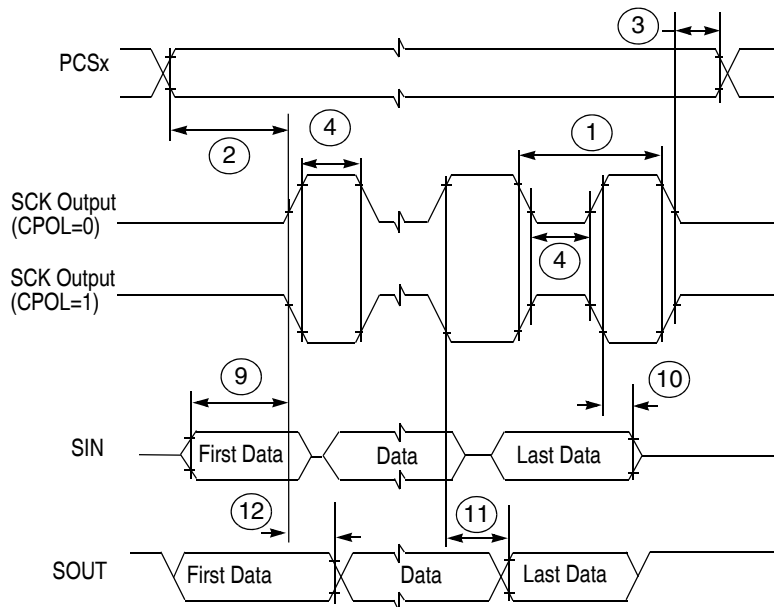 3
PCSx
2
4
1
SCK Output
(CPOL=0)
4
SCK Output
(CPOL=1)
9
10
SIN
First Data
Data
Last Data
12
11
SOUT
First Data
Data
Last Data